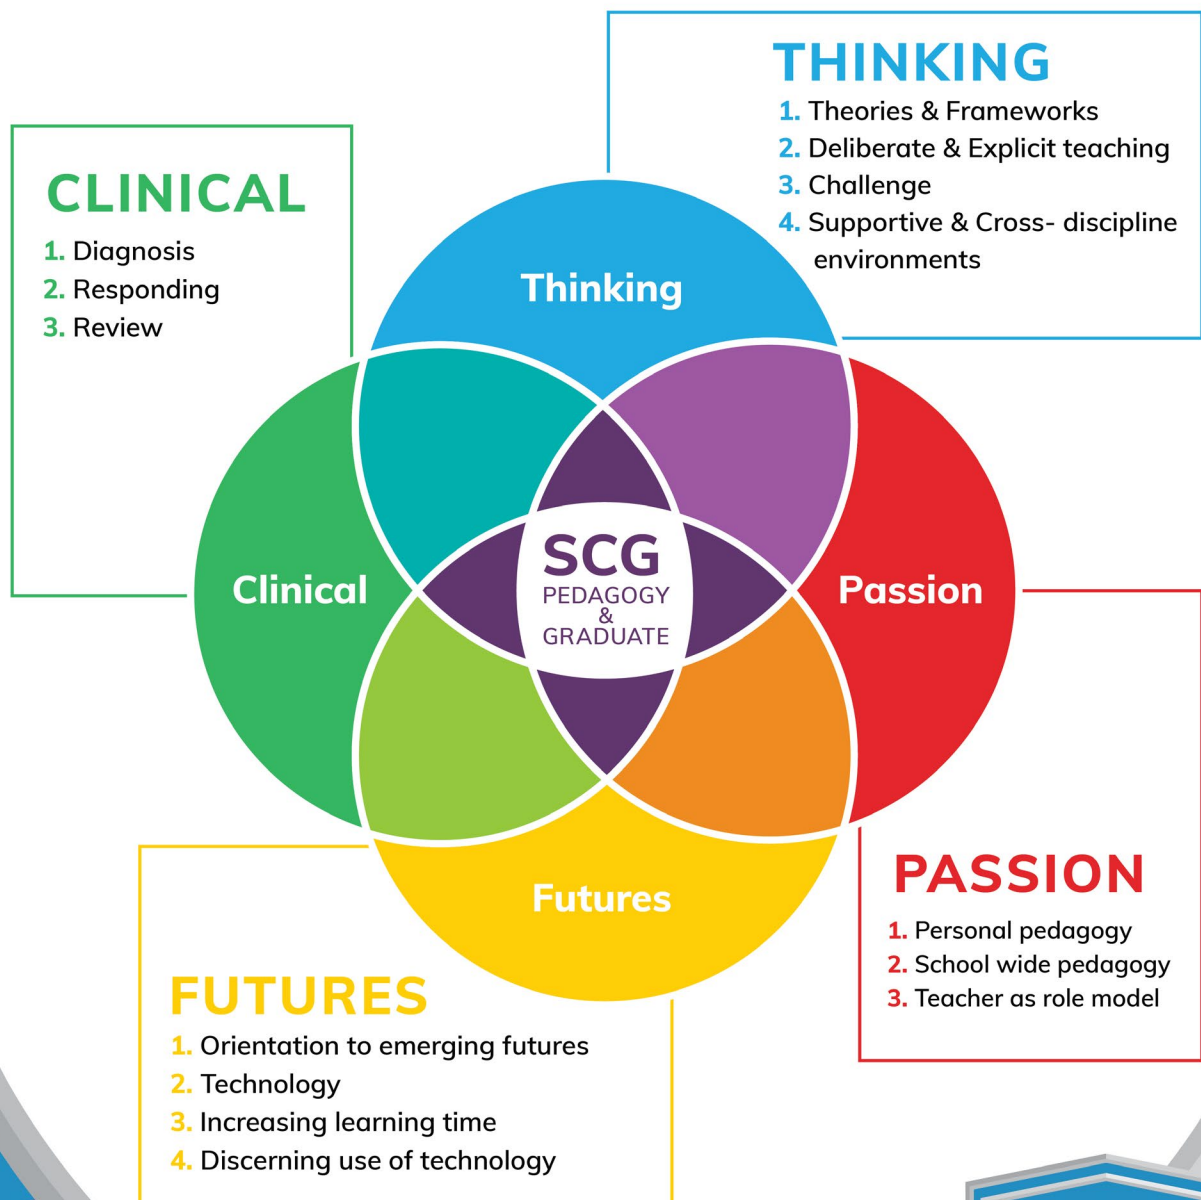 THINKING
1. Theories & Frameworks
2. Deliberate & Explicit teaching
3. Challenge
4. Supportive & Cross- discipline
environments
CLINICAL
1. Diagnosis
2. Responding
3. Review
Thinking
Clinical
SCG
PEDAGOGY
&
GRADUATE
Passion
Futures
PASSION
1. Personal pedagogy
2. School wide pedagogy
3. Teacher as role model
FUTURES
1. Orientation to emerging futures
2. Technology
3. Increasing learning time
4. Discerning use of technology